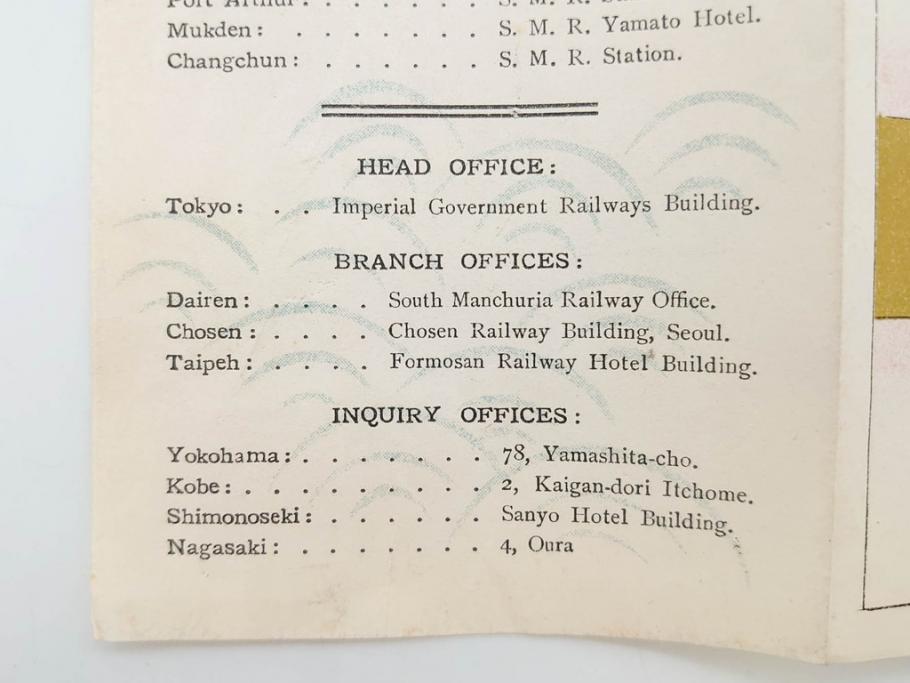 Port Arthur: . . . . . . . S. M. R.
Mukden: . . . . . . . S. M. R. Yamato Hotel.
Changchun: . . . . . . S. M. R. Station.
HEAD OFFICE:
Tokyo: . . Imperial Government Railways Building.
BRANCH OFFICES:
Dairen: . . . . South Manchuria Railway Office.
Chosen: . . . . Chosen Railway Building, Seoul.
Taipeh: . . . . Formosan Railway Hotel Building.
INQUIRY OFFICES:
Yokohama: . . . . . . . 78, Yamashita-cho.
Kobe: . . . . . . . . . 2, Kaigan-dori Itchome.
Shimonoseki: . . . . . . Sanyo Hotel Building.
Nagasaki: . . . . . . . 4, Oura